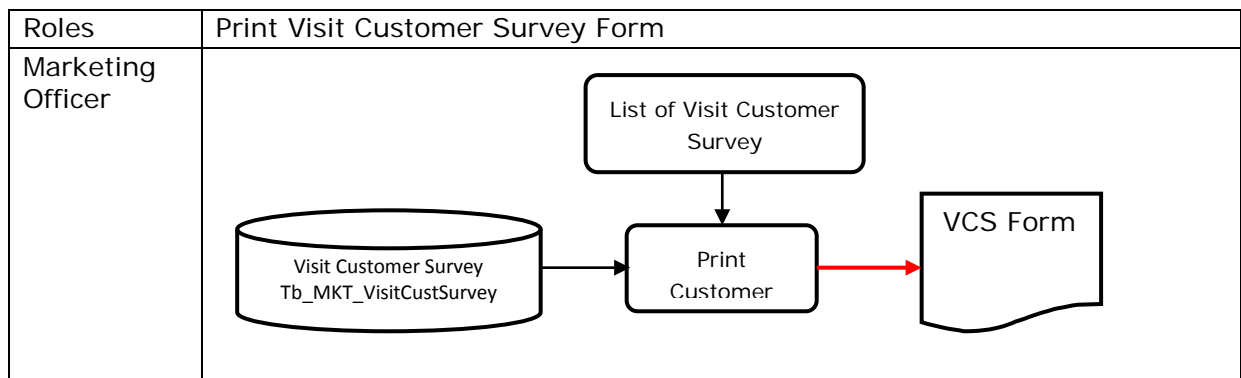 Roles
Print Visit Customer Survey Form
Marketing
Officer
List of Visit Customer
Survey
Visit Customer Survey
Tb_MKT_VisitCustSurvey
Print
Customer
VCS Form